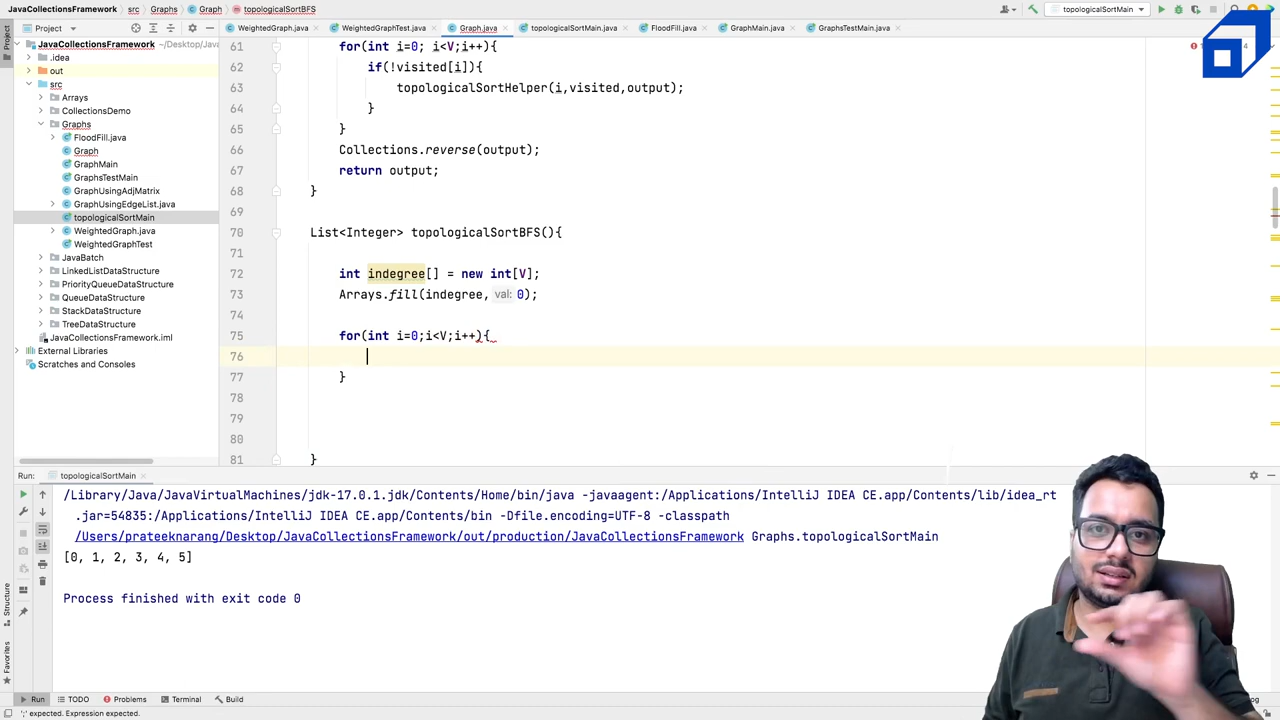 JavaCollectionsFramework > src > Graphs > Graph > topologicalSortBFS
topologicalSortMain
Project
WeightedGraph.java
WeightedGraphTest.java
Graph.java
topologicalSortMain.java
FloodFill.java
GraphMain.java
GraphsTestMain.java
JavaCollectionsFramework ~/Desktop/Java
.idea
out
src
Arrays
CollectionsDemo
Graphs
FloodFill.java
Graph
GraphMain
GraphsTestMain
GraphUsingAdjMatrix
GraphUsingEdgeList.java
topologicalSortMain
WeightedGraph.java
WeightedGraphTest
JavaBatch
LinkedListDataStructure
PriorityQueueDataStructure
QueueDataStructure
StackDataStructure
TreeDataStructure
JavaCollectionsFramework.iml
External Libraries
Scratches and Consoles
61 for(int i=0; i<V;i++){
62 if(!visited[i]){
63 topologicalSortHelper(i,visited,output);
64 }
65 }
66 Collections.reverse(output);
67 return output;
68 }
69
70 List<Integer> topologicalSortBFS(){
71
72 int indegree[] = new int[V];
73 Arrays.fill(indegree, val: 0);
74
75 for(int i=0;i<V;i++){
76
77 }
78
79
80
81 }
Run: topologicalSortMain
/Library/Java/JavaVirtualMachines/jdk-17.0.1.jdk/Contents/Home/bin/java -javaagent:/Applications/IntelliJ IDEA CE.app/Contents/lib/idea_rt
.jar=54835:/Applications/IntelliJ IDEA CE.app/Contents/bin -Dfile.encoding=UTF-8 -classpath
/Users/prateeknarang/Desktop/JavaCollectionsFramework/out/production/JavaCollectionsFramework Graphs.topologicalSortMain
[0, 1, 2, 3, 4, 5]
Process finished with exit code 0
Project
Structure
Favorites
Run
TODO
Problems
Terminal
Build
expected. Expression expected.